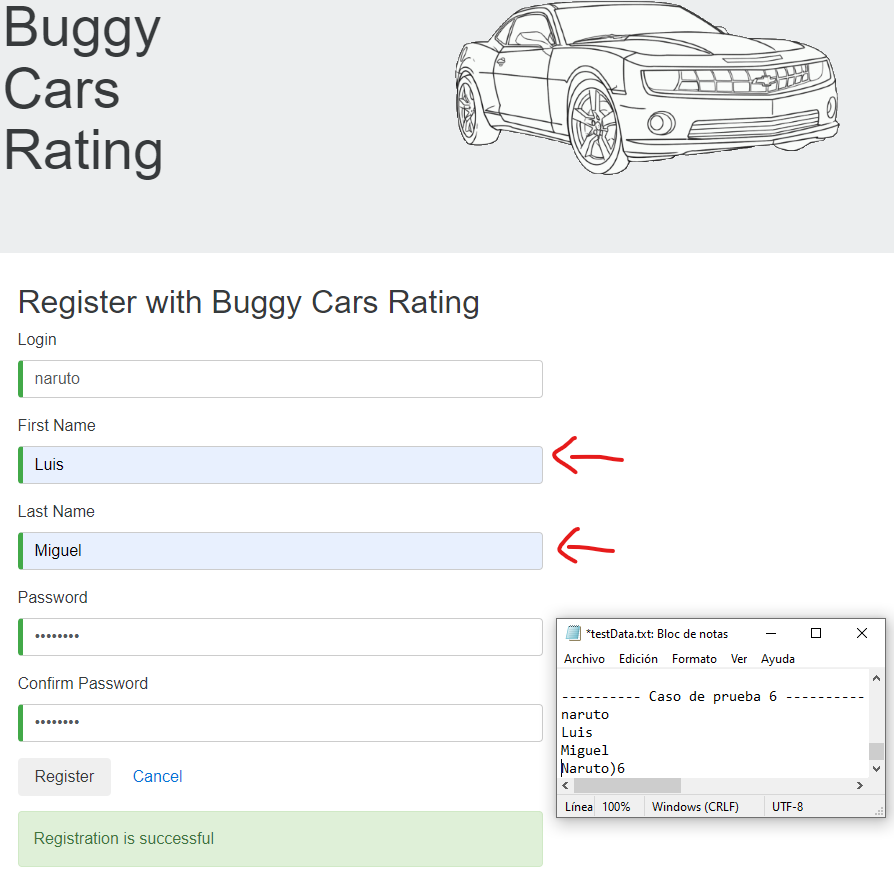 Buggy
Cars
Rating
Register with Buggy Cars Rating
Login
naruto
First Name
Luis
Last Name
Miguel
Password
••••••••
Confirm Password
••••••••
Register Cancel
Registration is successful
*testData.txt: Bloc de notas
Archivo Edición Formato Ver Ayuda
---------- Caso de prueba 6 ----------
naruto
Luis
Miguel
Naruto)6
Línea 100% Windows (CRLF) UTF-8